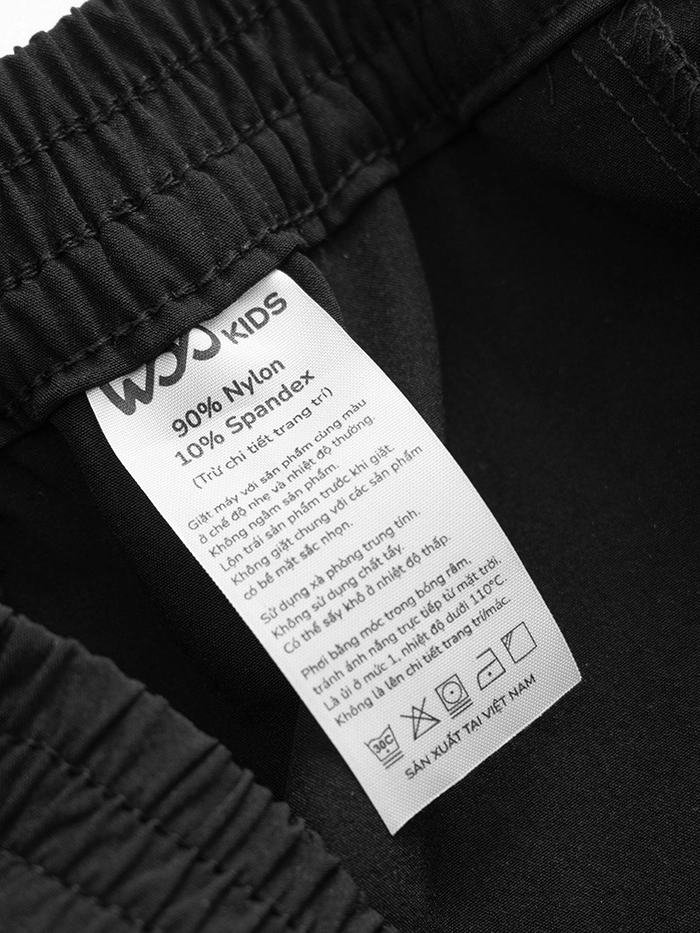 WOO KIDS
90% Nylon
10% Spandex
(Trừ chi tiết trang trí)
Giặt máy với sản phẩm cùng màu
ở chế độ nhẹ và nhiệt độ thường.
Không ngâm sản phẩm.
Lộn trái sản phẩm trước khi giặt
Không giặt chung với các sản phẩm
có bề mặt sắc nhọn.
Sử dụng xà phòng trung tính.
Không sử dụng chất tẩy.
Có thể sấy khô ở nhiệt độ thấp.
Phơi bằng móc trong bóng râm,
tránh ánh nắng trực tiếp từ mặt trời.
Là ủi ở mức 1, nhiệt độ dưới 110°C.
Không là lên chi tiết trang trí/mác.
30C
SẢN XUẤT TẠI VIỆT NAM